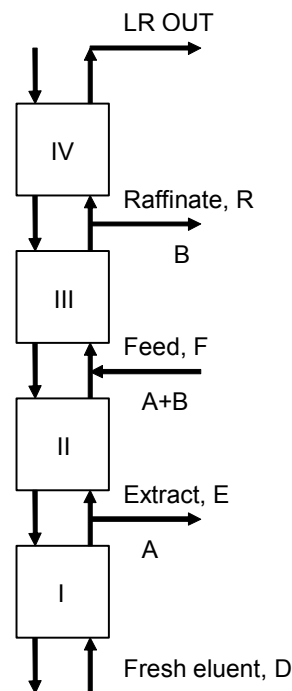 LR OUT
IV
Raffinate, R
B
III
Feed, F
A+B
II
Extract, E
A
I
Fresh eluent, D